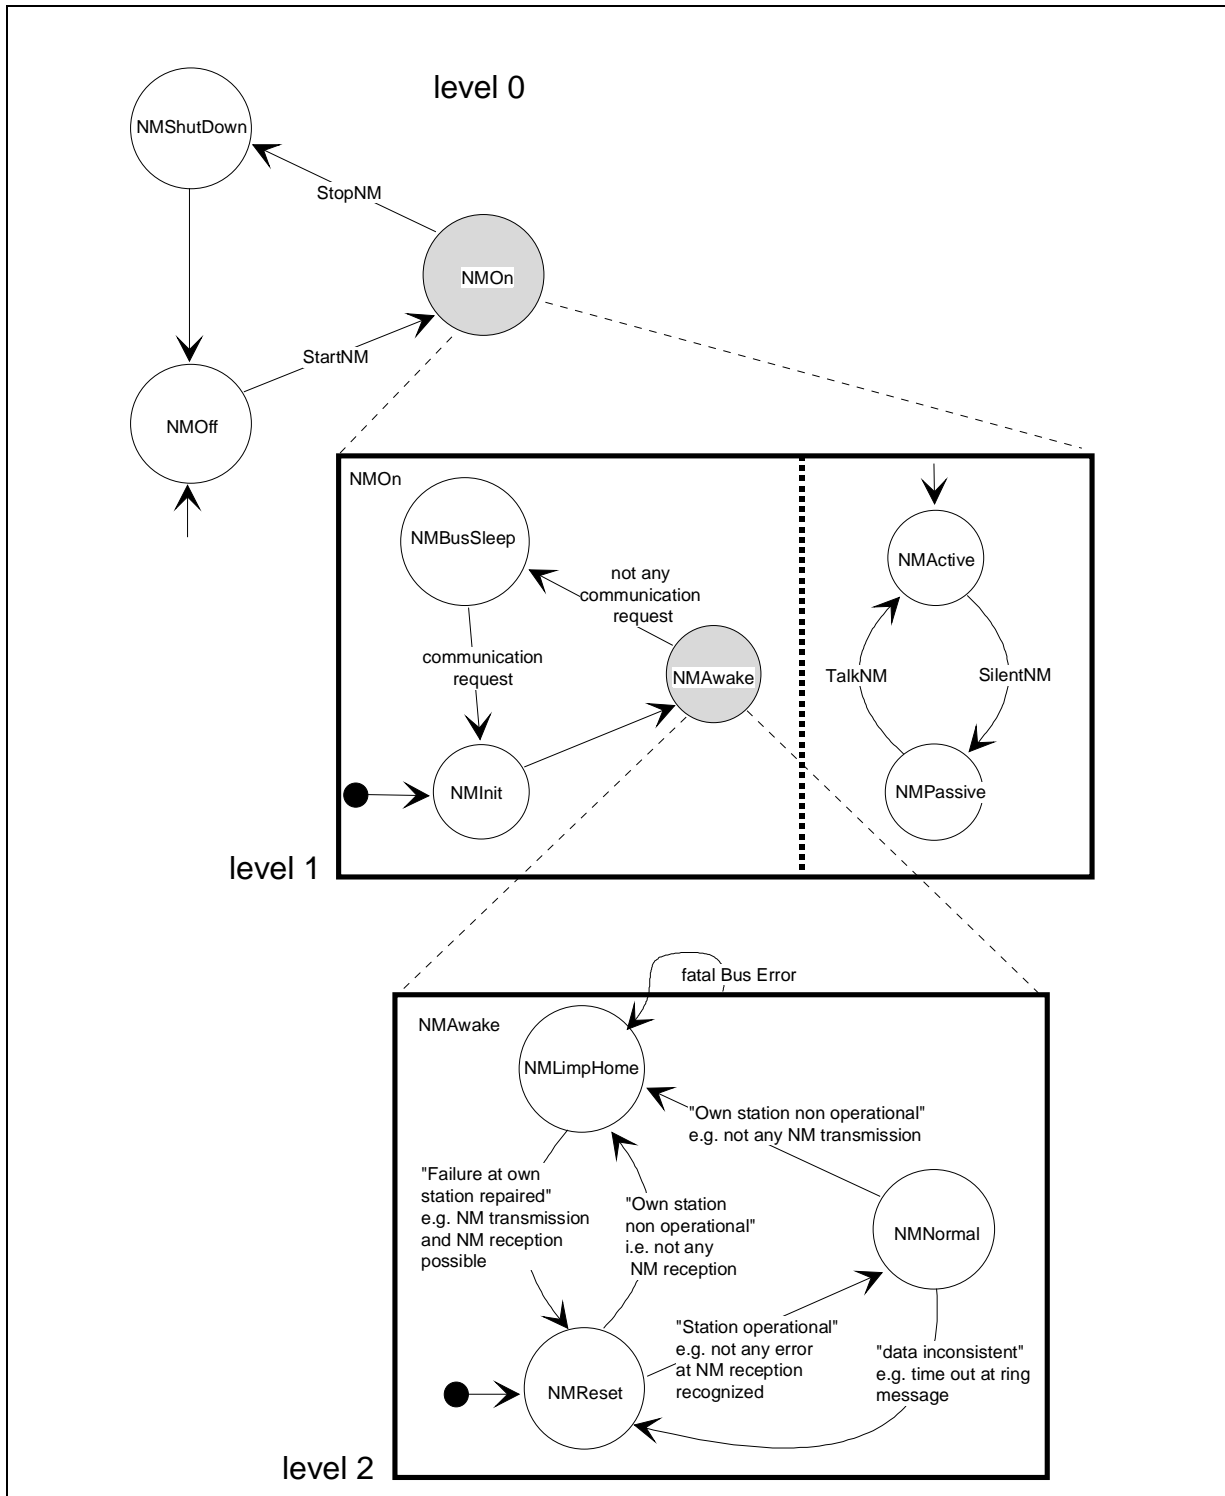 level 0
NMShutDown
StopNM
NMOn
StartNM
NMOff
NMOn
NMBusSleep
not any
communication
request
communication
request
NMAwake
NMInit
NMActive
TalkNM
SilentNM
NMPassive
level 1
fatal Bus Error
NMAwake
NMLimpHome
"Own station non operational"
e.g. not any NM transmission
"Failure at own
station repaired"
e.g. NM transmission
and NM reception
possible
"Own station
non operational"
i.e. not any
NM reception
NMNormal
"Station operational"
e.g. not any error
at NM reception
recognized
"data inconsistent"
e.g. time out at ring
message
NMReset
level 2